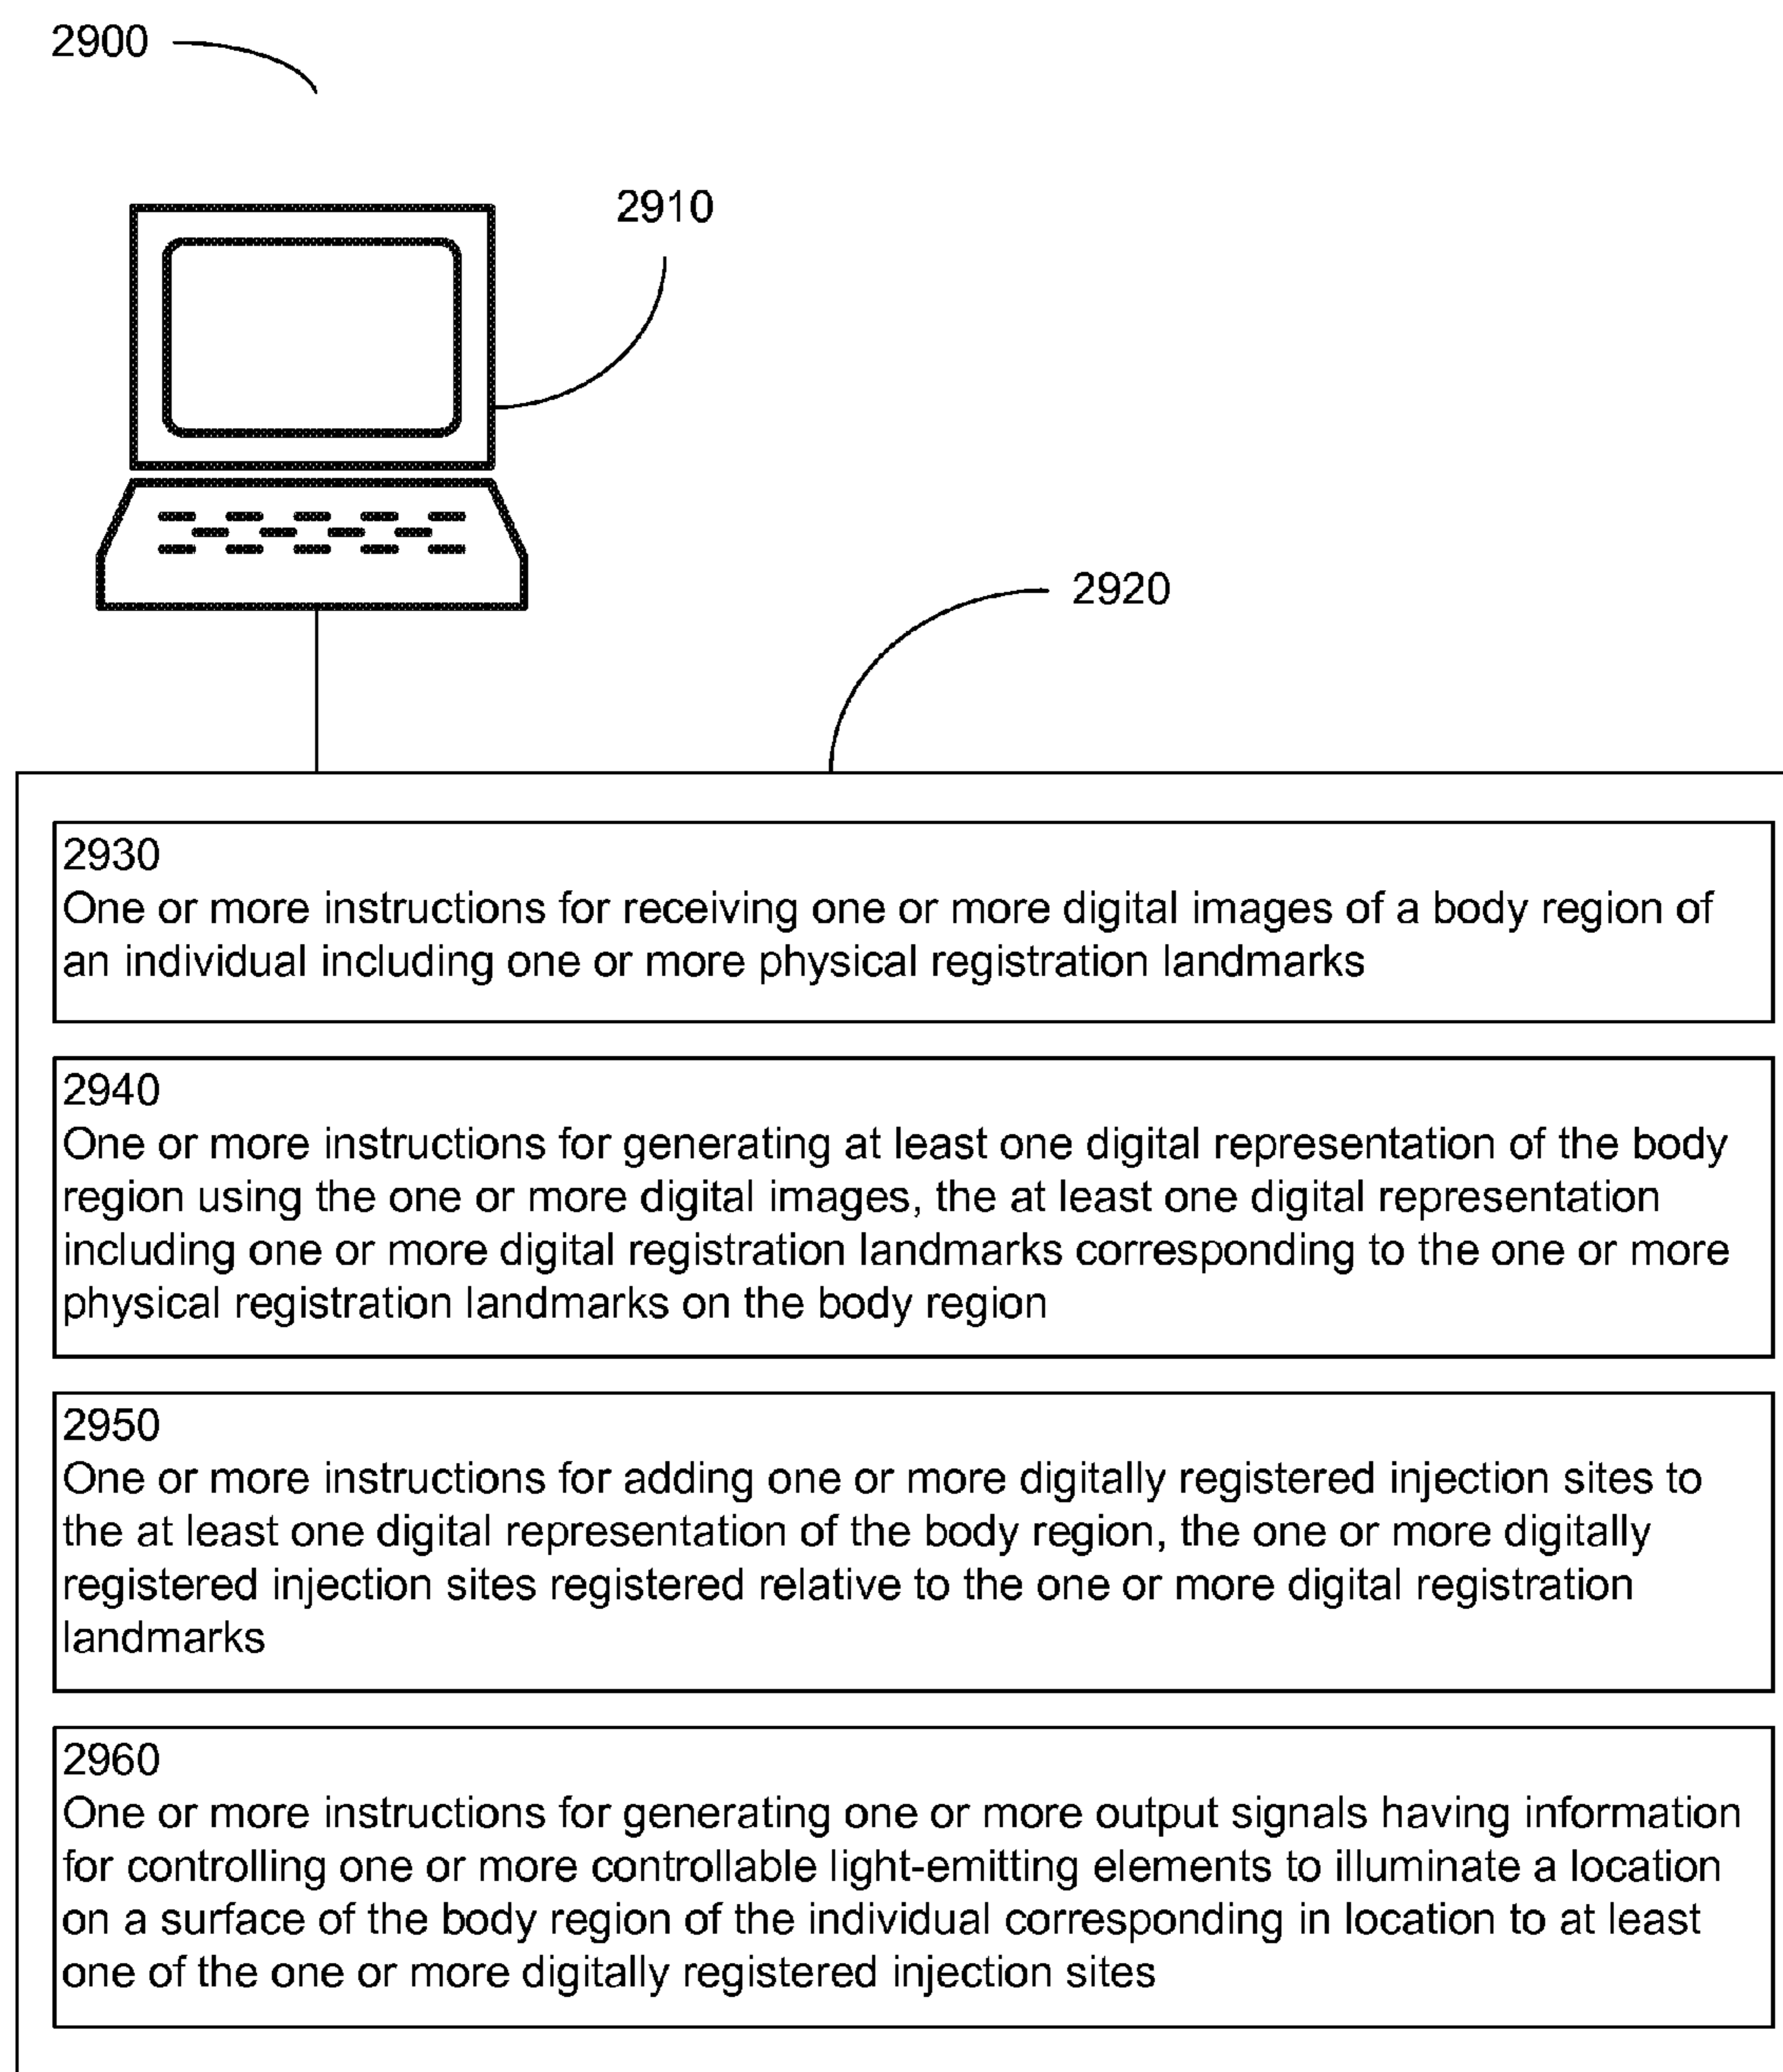 2900
2910
2920
2930
One or more instructions for receiving one or more digital images of a body region of
an individual including one or more physical registration landmarks
2940
One or more instructions for generating at least one digital representation of the body
region using the one or more digital images, the at least one digital representation
including one or more digital registration landmarks corresponding to the one or more
physical registration landmarks on the body region
2950
One or more instructions for adding one or more digitally registered injection sites to
the at least one digital representation of the body region, the one or more digitally
registered injection sites registered relative to the one or more digital registration
landmarks
2960
One or more instructions for generating one or more output signals having information
for controlling one or more controllable light-emitting elements to illuminate a location
on a surface of the body region of the individual corresponding in location to at least
one of the one or more digitally registered injection sites